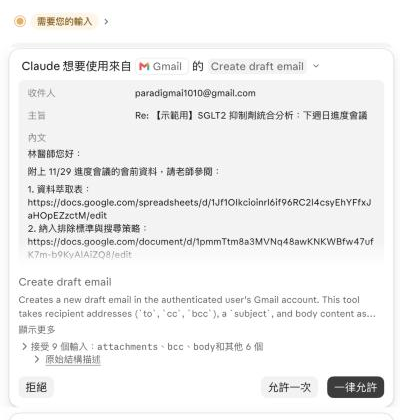 需要您的輸入
Claude 想要使用來自 Gmail 的 Create draft email
收件人 paradigmai1010@gmail.com
主旨 Re: 【示範用】SGLT2 抑制劑統合分析：下週日進度會議
內文
林醫師您好：
附上 11/29 進度會議的會前資料，請老師參閱：
1. 資料萃取表：
https://docs.google.com/spreadsheets/d/1Jf1OIkcioinrl6if96RC2I4csyEhYFfxJ
aHOpEZzctM/edit
2. 納入排除標準與搜尋策略：
https://docs.google.com/document/d/1pmmTtm8a3MVNq48awKNKWBfw47uf
K7m-b9KyAIAiZQ8/edit
Create draft email
Creates a new draft email in the authenticated user's Gmail account. This tool
takes recipient addresses (`to`, `cc`, `bcc`), a `subject`, and body content as...
顯示更多
接受 9 個輸入：attachments、bcc、body和其他 6 個
原始結構描述
拒絕 允許一次 一律允許